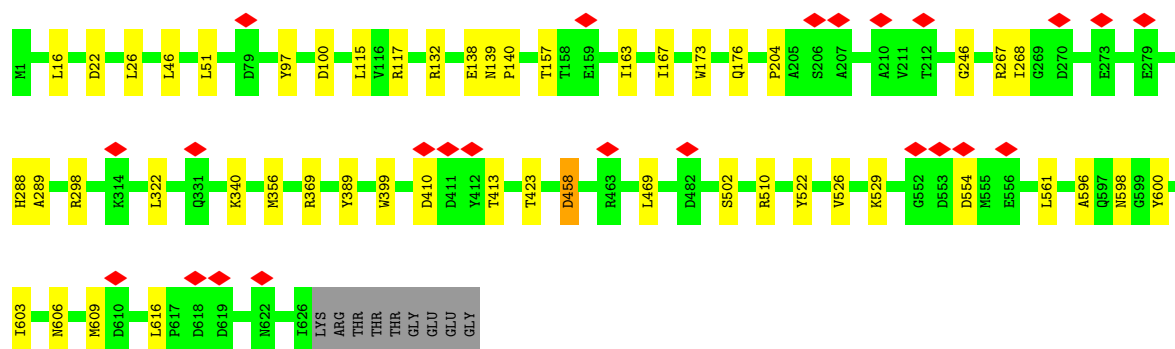 M1 L16 D22 L26 L46 L51 D79 Y97 D100 L115 V116 R117 R132 E138 N139 P140 T157 T158 E159 I163 I167 W173 Q176 P204 A205 S206 A207 A210 V211 T212 G246 R267 I268 G269 D270 E273 E279
H288 A289 R298 K314 L322 Q331 K340 M356 R369 Y389 W399 D410 D411 Y412 T413 T423 D458 R463 L469 D482 S502 R510 Y522 V526 K529 G552 D553 D554 M555 E556 L561 A596 Q597 N598 G599 Y600
I603 N606 M609 D610 L616 P617 D618 D619 N622 I626 LYS ARG THR THR THR GLY GLU GLU GLY